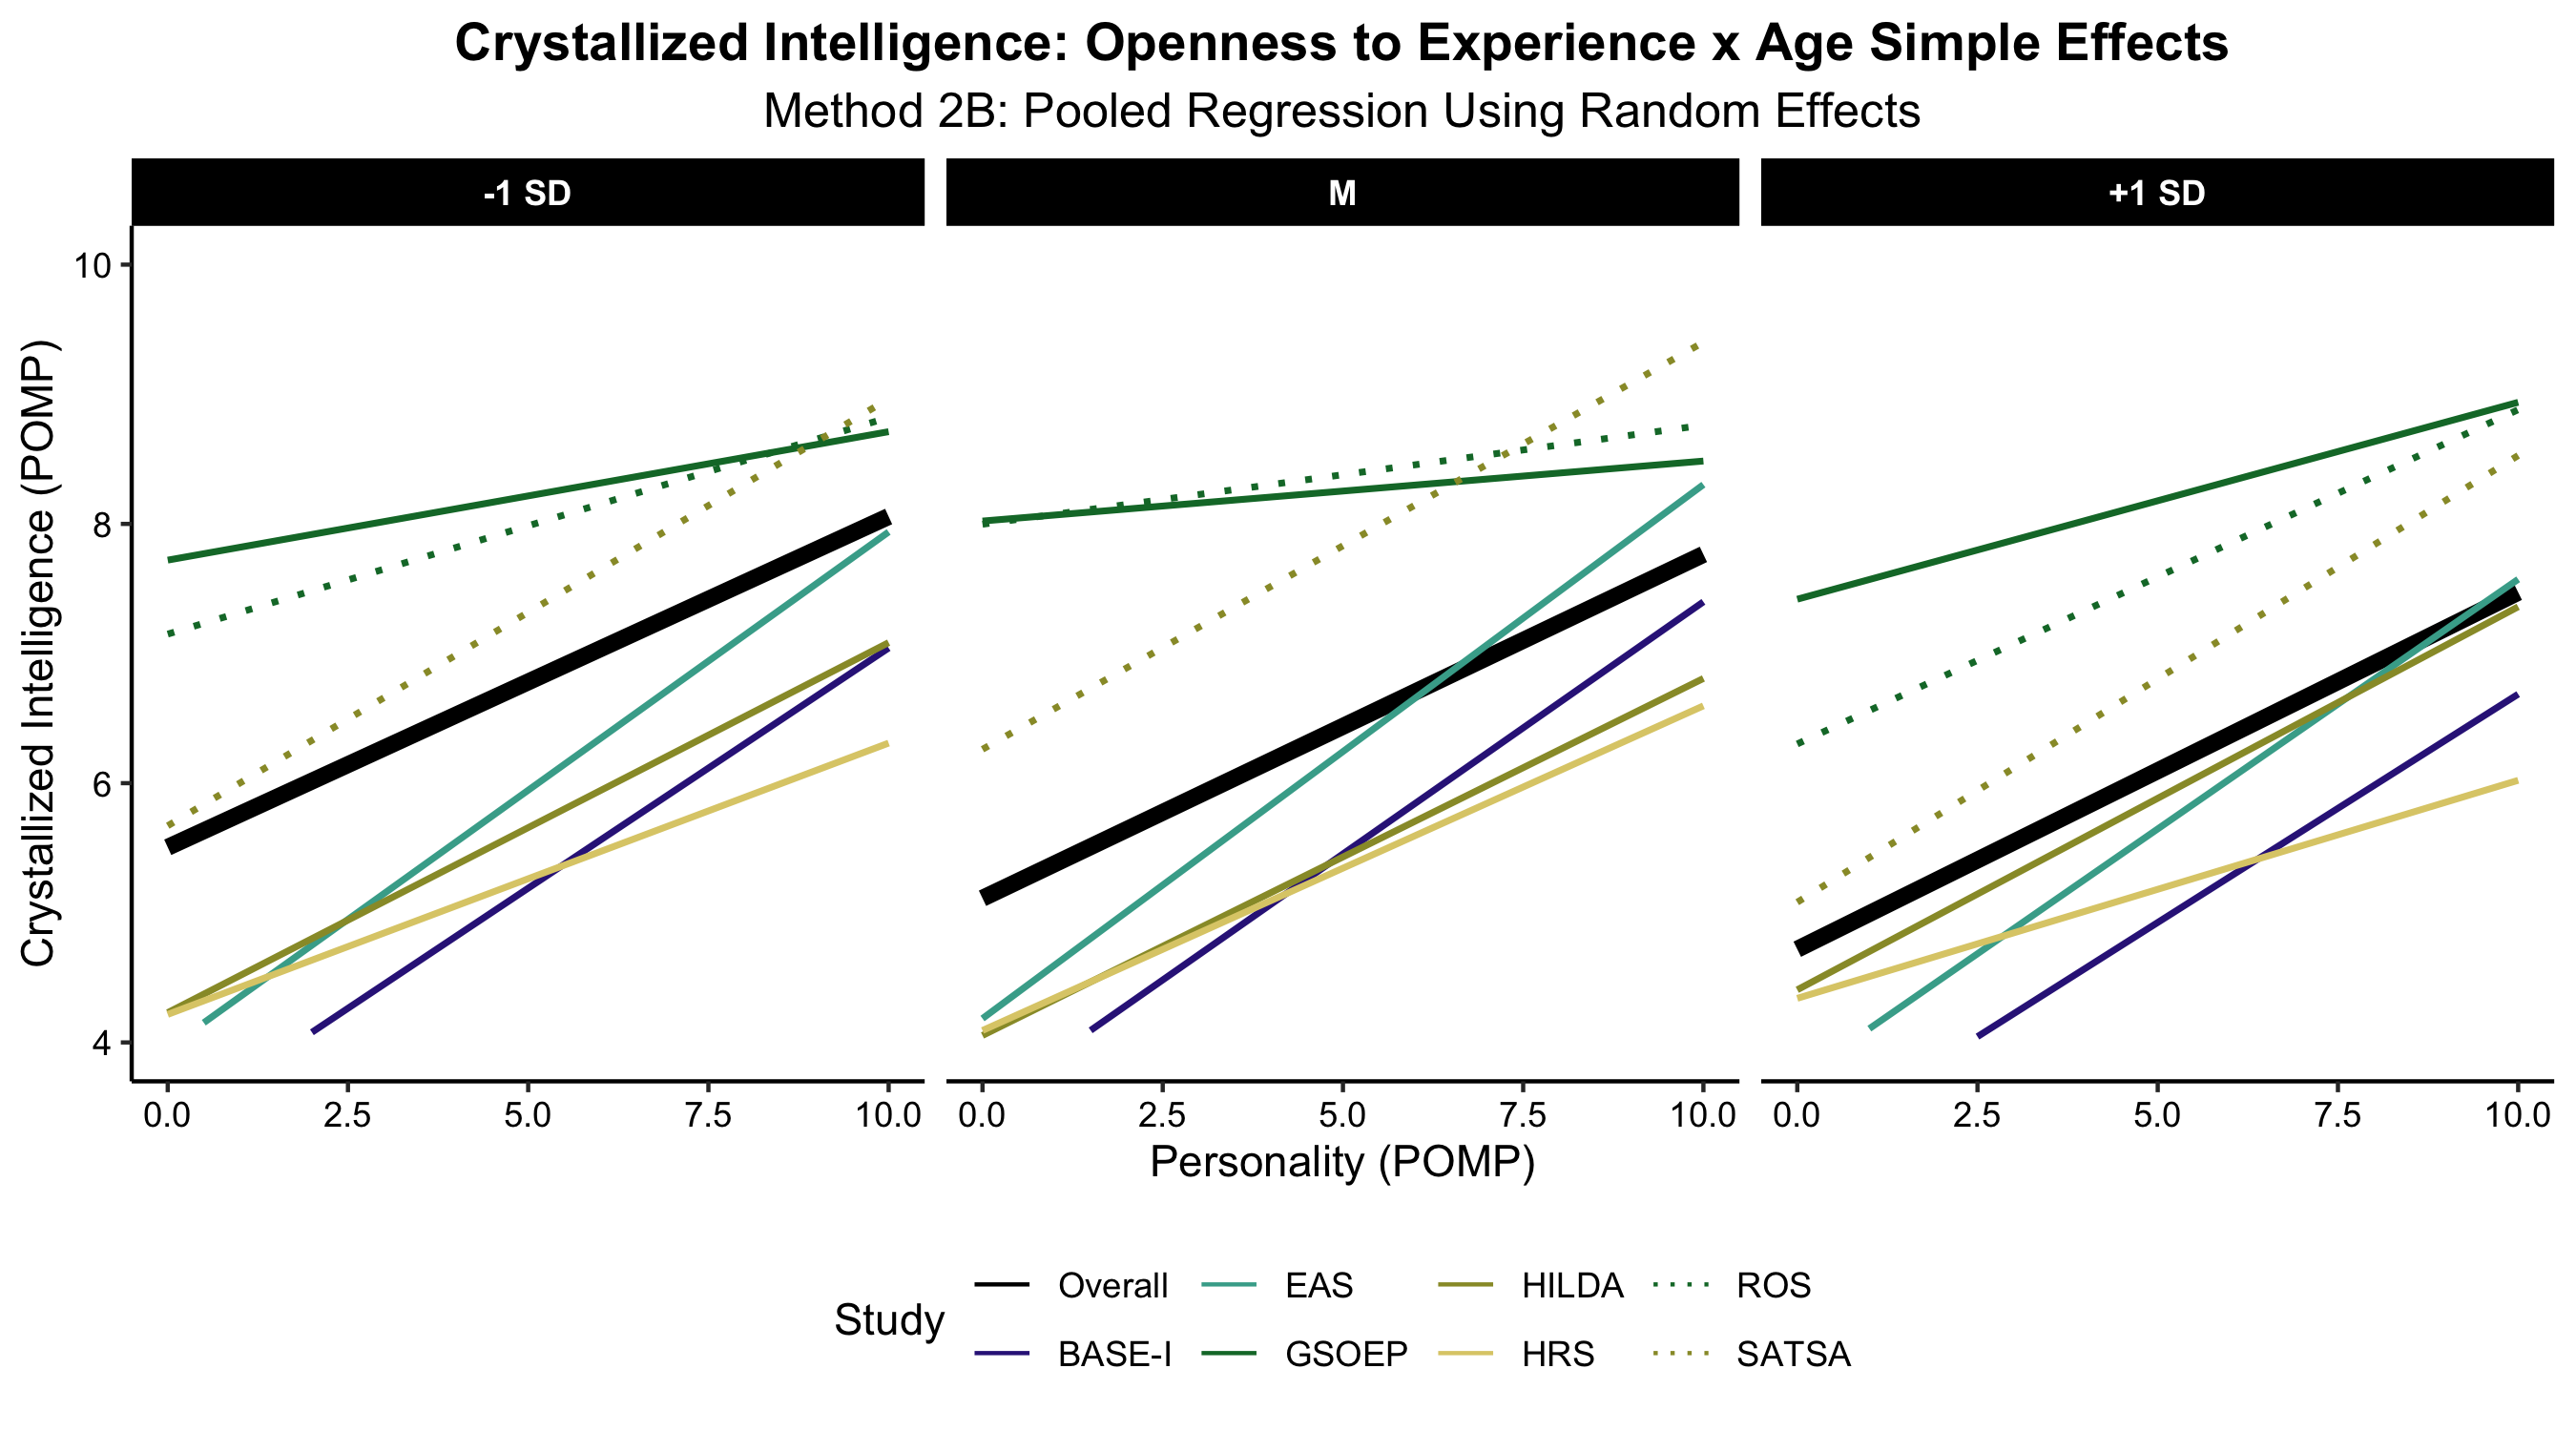 Crystallized Intelligence: Openness to Experience x Age Simple Effects
Method 2B: Pooled Regression Using Random Effects
-1 SD
M
+1 SD
Crystallized Intelligence (POMP)
10
8
6
4
0.0 2.5 5.0 7.5 10.0
0.0 2.5 5.0 7.5 10.0
0.0 2.5 5.0 7.5 10.0
Personality (POMP)
Study
Overall EAS HILDA ROS
BASE-I GSOEP HRS SATSA